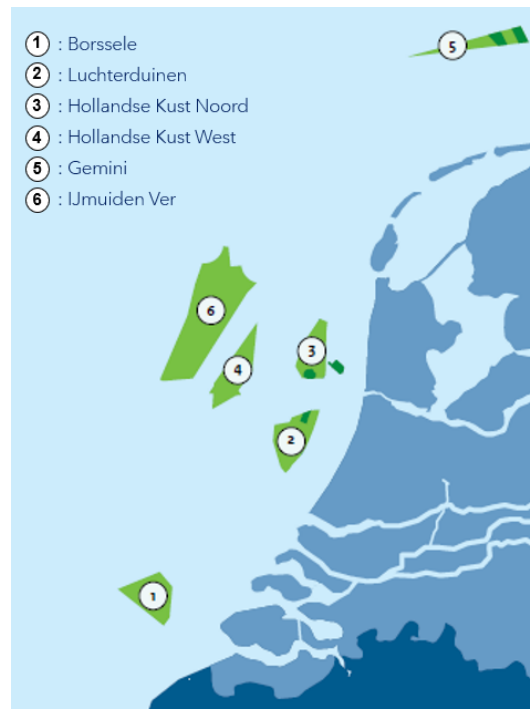 1 : Borssele
2 : Luchterduinen
3 : Hollandse Kust Noord
4 : Hollandse Kust West
5 : Gemini
6 : IJmuiden Ver
5
6
3
4
2
1